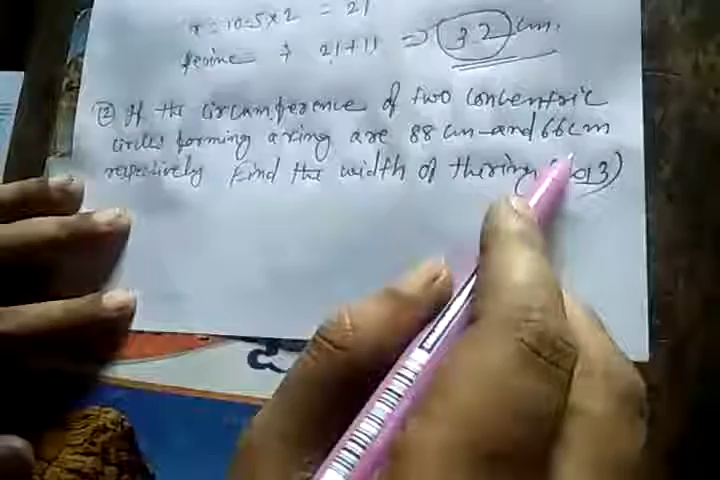 r = 10.5 x 2 = 21
21 + 11 => 32 cm.
② If the circumference of two concentric
circles forming a ring are 88 cm and 66 cm
respectively Find the width of the ring 2013)